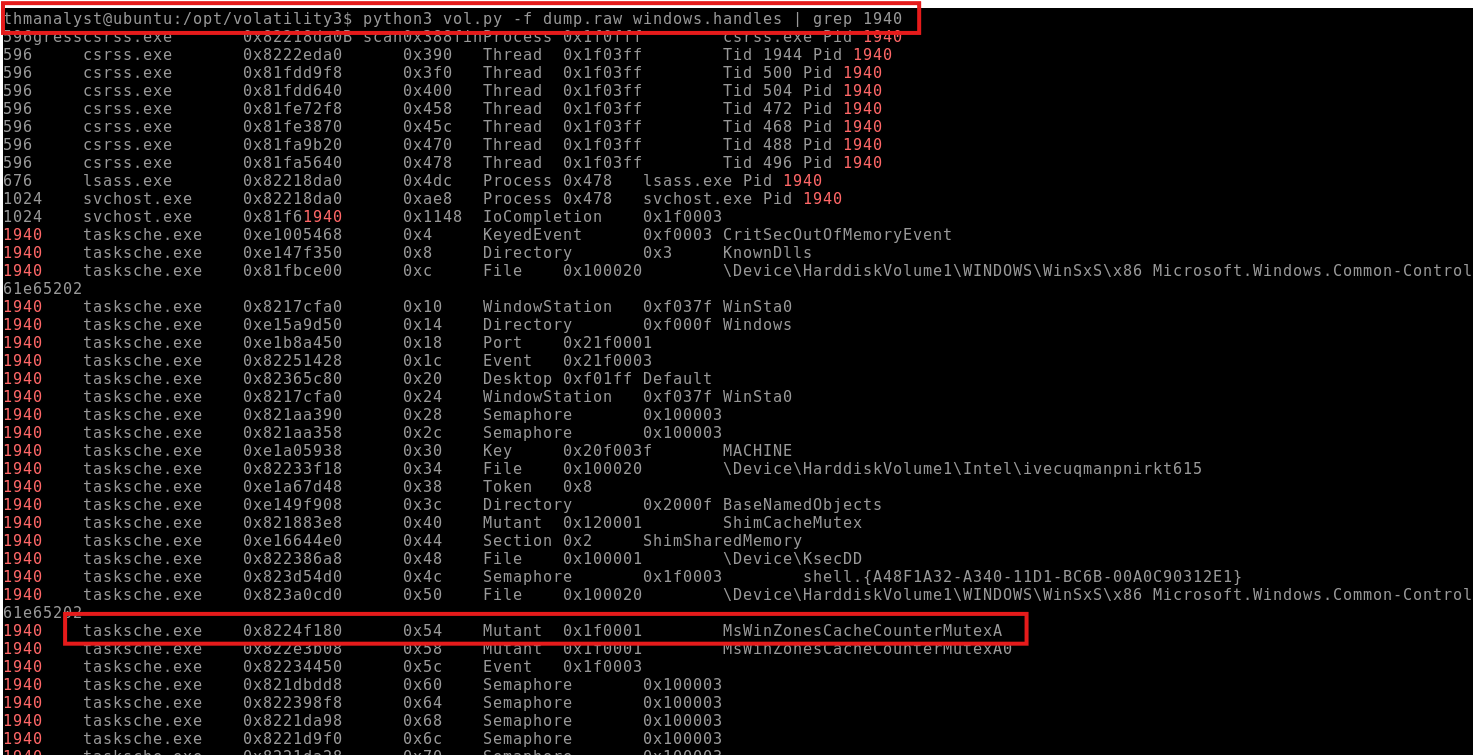 thmanalyst@ubuntu:/opt/volatility3$ python3 vol.py -f dump.raw windows.handles | grep 1940
596gresscsrss.exe 0x82218da0B scan0x388finProcess 0x1f0fff csrss.exe Pid 1940
596 csrss.exe 0x8222eda0 0x390 Thread 0x1f03ff Tid 1944 Pid 1940
596 csrss.exe 0x81fdd9f8 0x3f0 Thread 0x1f03ff Tid 500 Pid 1940
596 csrss.exe 0x81fdd640 0x400 Thread 0x1f03ff Tid 504 Pid 1940
596 csrss.exe 0x81fe72f8 0x458 Thread 0x1f03ff Tid 472 Pid 1940
596 csrss.exe 0x81fe3870 0x45c Thread 0x1f03ff Tid 468 Pid 1940
596 csrss.exe 0x81fa9b20 0x470 Thread 0x1f03ff Tid 488 Pid 1940
596 csrss.exe 0x81fa5640 0x478 Thread 0x1f03ff Tid 496 Pid 1940
676 lsass.exe 0x82218da0 0x4dc Process 0x478 lsass.exe Pid 1940
1024 svchost.exe 0x82218da0 0xae8 Process 0x478 svchost.exe Pid 1940
1024 svchost.exe 0x81f61940 0x1148 IoCompletion 0x1f0003
1940 tasksche.exe 0xe1005468 0x4 KeyedEvent 0xf0003 CritSecOutOfMemoryEvent
1940 tasksche.exe 0xe147f350 0x8 Directory 0x3 KnownDlls
1940 tasksche.exe 0x81fbce00 0xc File 0x100020 \Device\HarddiskVolume1\WINDOWS\WinSxS\x86 Microsoft.Windows.Common-Control
61e65202
1940 tasksche.exe 0x8217cfa0 0x10 WindowStation 0xf037f WinSta0
1940 tasksche.exe 0xe15a9d50 0x14 Directory 0xf000f Windows
1940 tasksche.exe 0xe1b8a450 0x18 Port 0x21f0001
1940 tasksche.exe 0x82251428 0x1c Event 0x21f0003
1940 tasksche.exe 0x82365c80 0x20 Desktop 0xf01ff Default
1940 tasksche.exe 0x8217cfa0 0x24 WindowStation 0xf037f WinSta0
1940 tasksche.exe 0x821aa390 0x28 Semaphore 0x100003
1940 tasksche.exe 0x821aa358 0x2c Semaphore 0x100003
1940 tasksche.exe 0xe1a05938 0x30 Key 0x20f003f MACHINE
1940 tasksche.exe 0x82233f18 0x34 File 0x100020 \Device\HarddiskVolume1\Intel\ivecuqmanpnirkt615
1940 tasksche.exe 0xe1a67d48 0x38 Token 0x8
1940 tasksche.exe 0xe149f908 0x3c Directory 0x2000f BaseNamedObjects
1940 tasksche.exe 0x821883e8 0x40 Mutant 0x120001 ShimCacheMutex
1940 tasksche.exe 0xe16644e0 0x44 Section 0x2 ShimSharedMemory
1940 tasksche.exe 0x822386a8 0x48 File 0x100001 \Device\KsecDD
1940 tasksche.exe 0x823d54d0 0x4c Semaphore 0x1f0003 shell.{A48F1A32-A340-11D1-BC6B-00A0C90312E1}
1940 tasksche.exe 0x823a0cd0 0x50 File 0x100020 \Device\HarddiskVolume1\WINDOWS\WinSxS\x86 Microsoft.Windows.Common-Control
61e65202
1940 tasksche.exe 0x8224f180 0x54 Mutant 0x1f0001 MsWinZonesCacheCounterMutexA
1940 tasksche.exe 0x822e3b08 0x58 Mutant 0x1f0001 MsWinZonesCacheCounterMutexA0
1940 tasksche.exe 0x82234450 0x5c Event 0x1f0003
1940 tasksche.exe 0x821dbdd8 0x60 Semaphore 0x100003
1940 tasksche.exe 0x822398f8 0x64 Semaphore 0x100003
1940 tasksche.exe 0x8221da98 0x68 Semaphore 0x100003
1940 tasksche.exe 0x8221d9f0 0x6c Semaphore 0x100003
1940 tasksche.exe 0x8221da28 0x70 Semaphore 0x100003